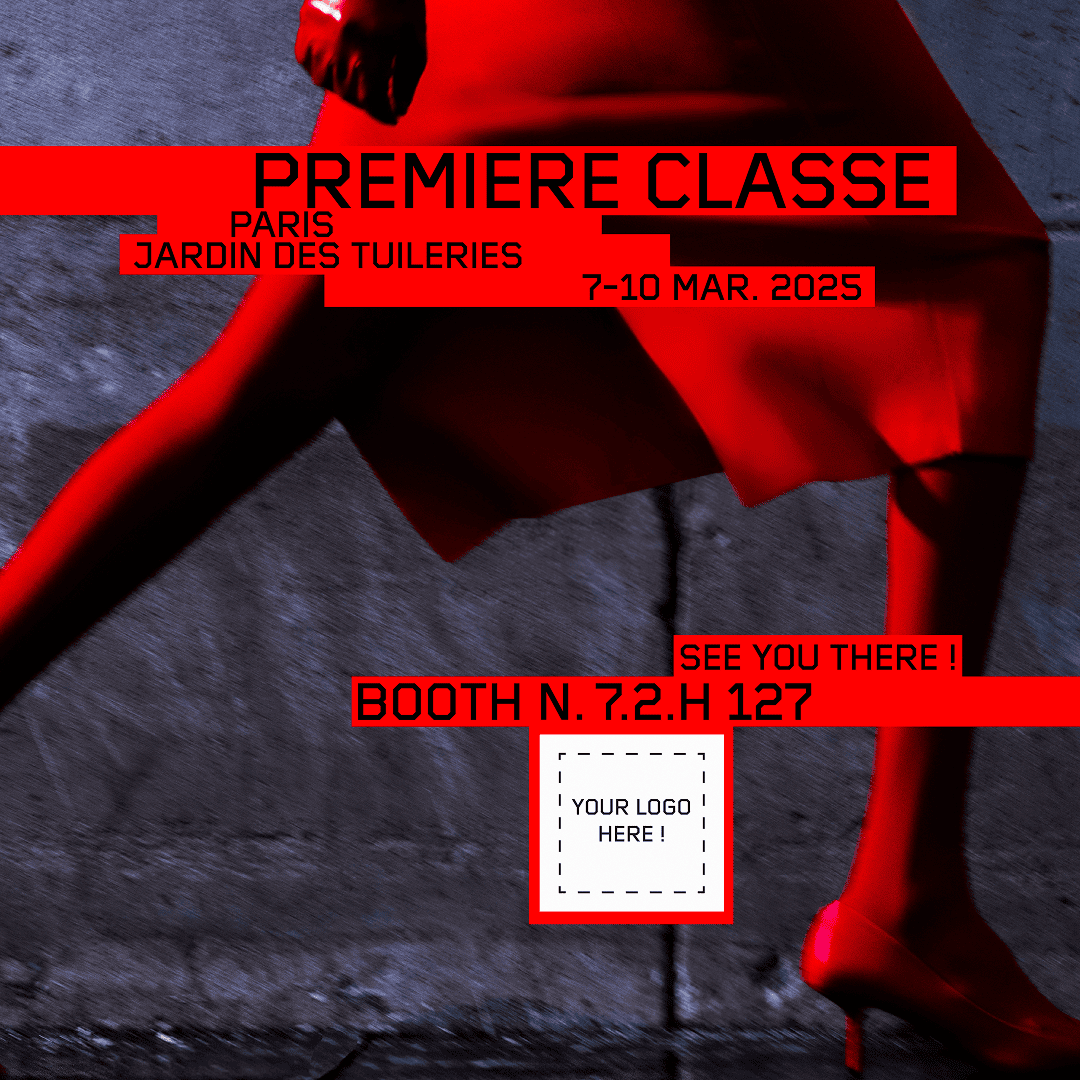 PREMIERE CLASSE
PARIS
JARDIN DES TUILERIES
7-10 MAR. 2025
SEE YOU THERE !
BOOTH N. 7.2.H 127
YOUR LOGO
HERE !